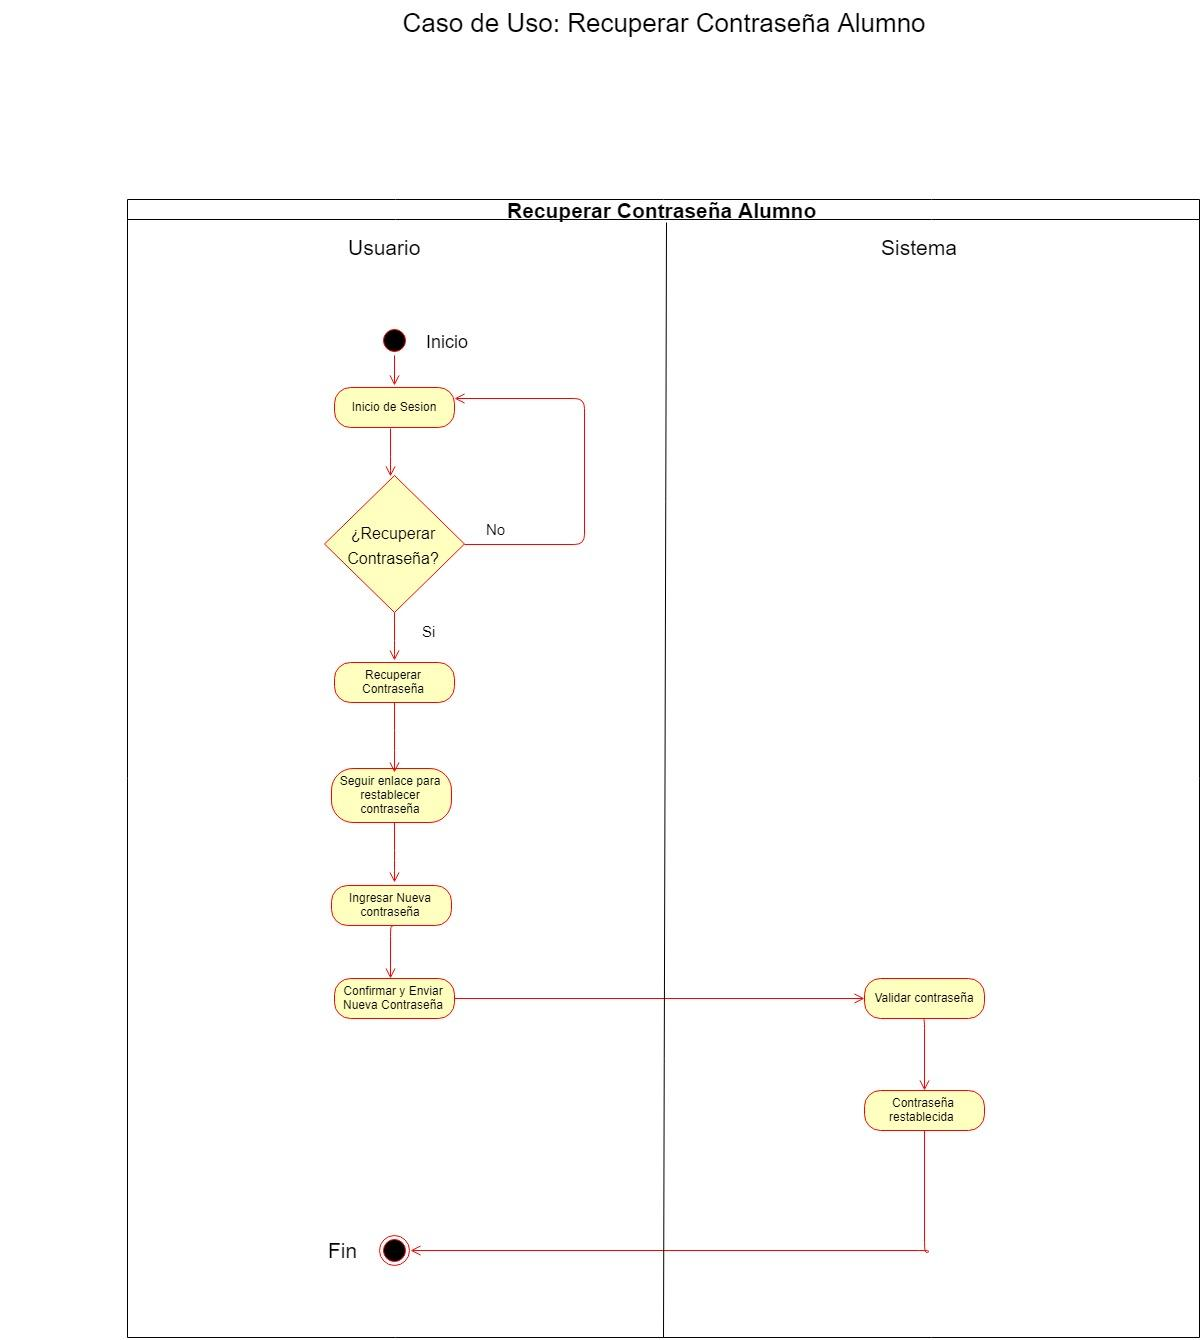 Caso de Uso: Recuperar Contraseña Alumno
Recuperar Contraseña Alumno
Usuario
Sistema
Inicio
Inicio de Sesion
¿Recuperar
Contraseña?
No
Si
Recuperar
Contraseña
Seguir enlace para
restablecer
contraseña
Ingresar Nueva
contraseña
Confirmar y Enviar
Nueva Contraseña
Validar contraseña
Contraseña
restablecida
Fin